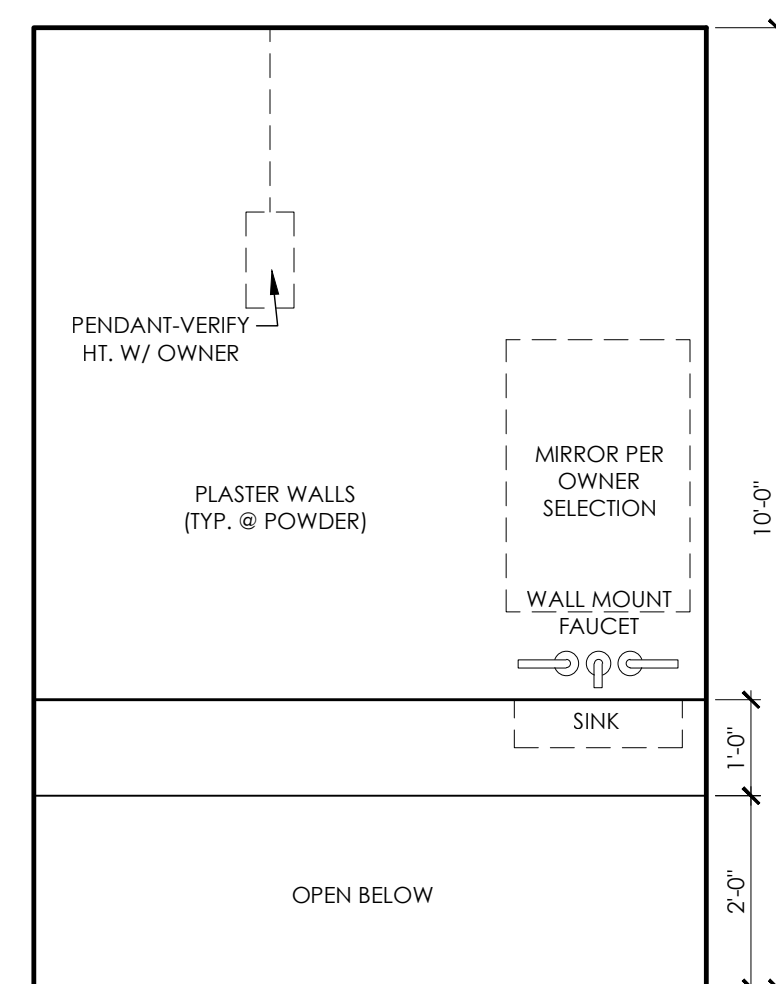 PENDANT-VERIFY
HT. W/ OWNER
MIRROR PER
OWNER
SELECTION
PLASTER WALLS
(TYP. @ POWDER)
10'-0"
WALL MOUNT
FAUCET
SINK
1'-0"
2'-0"
OPEN BELOW